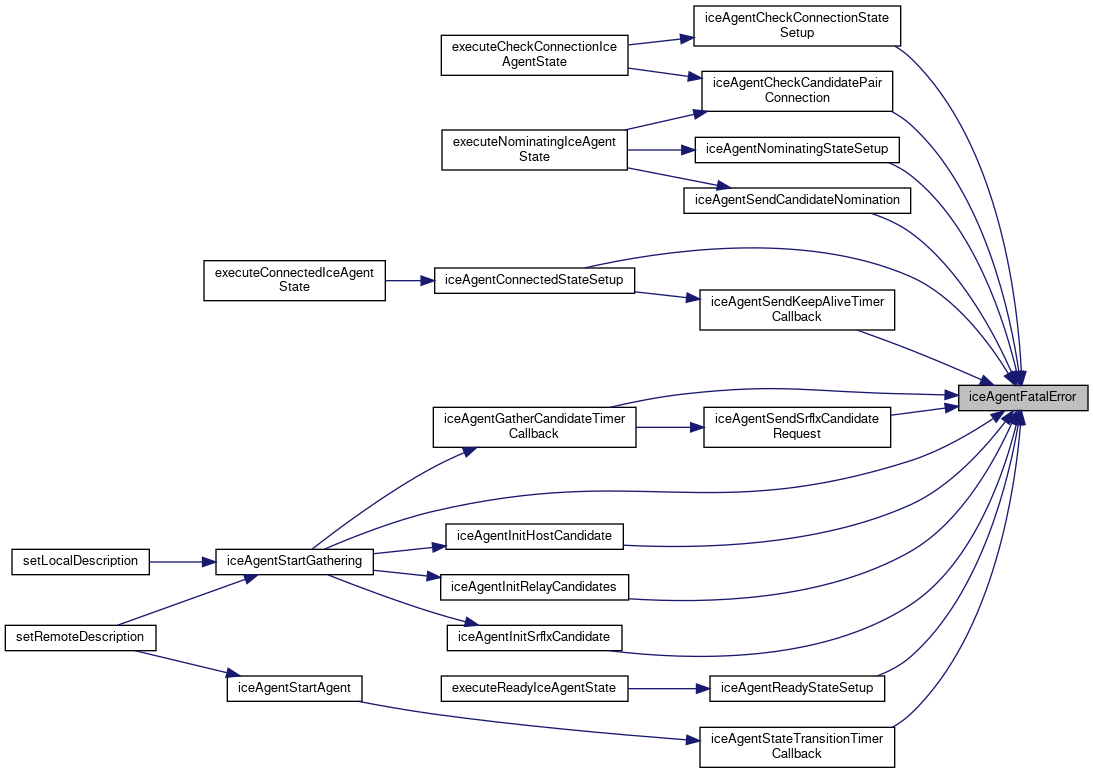 iceAgentCheckConnectionState
Setup
executeCheckConnectionIce
AgentState
iceAgentCheckCandidatePair
Connection
executeNominatingIceAgent
State
iceAgentNominatingStateSetup
iceAgentSendCandidateNomination
executeConnectedIceAgent
State
iceAgentConnectedStateSetup
iceAgentSendKeepAliveTimer
Callback
iceAgentFatalError
iceAgentGatherCandidateTimer
Callback
iceAgentSendSrflxCandidate
Request
iceAgentInitHostCandidate
setLocalDescription
iceAgentStartGathering
iceAgentInitRelayCandidates
setRemoteDescription
iceAgentInitSrflxCandidate
iceAgentStartAgent
executeReadyIceAgentState
iceAgentReadyStateSetup
iceAgentStateTransitionTimer
Callback